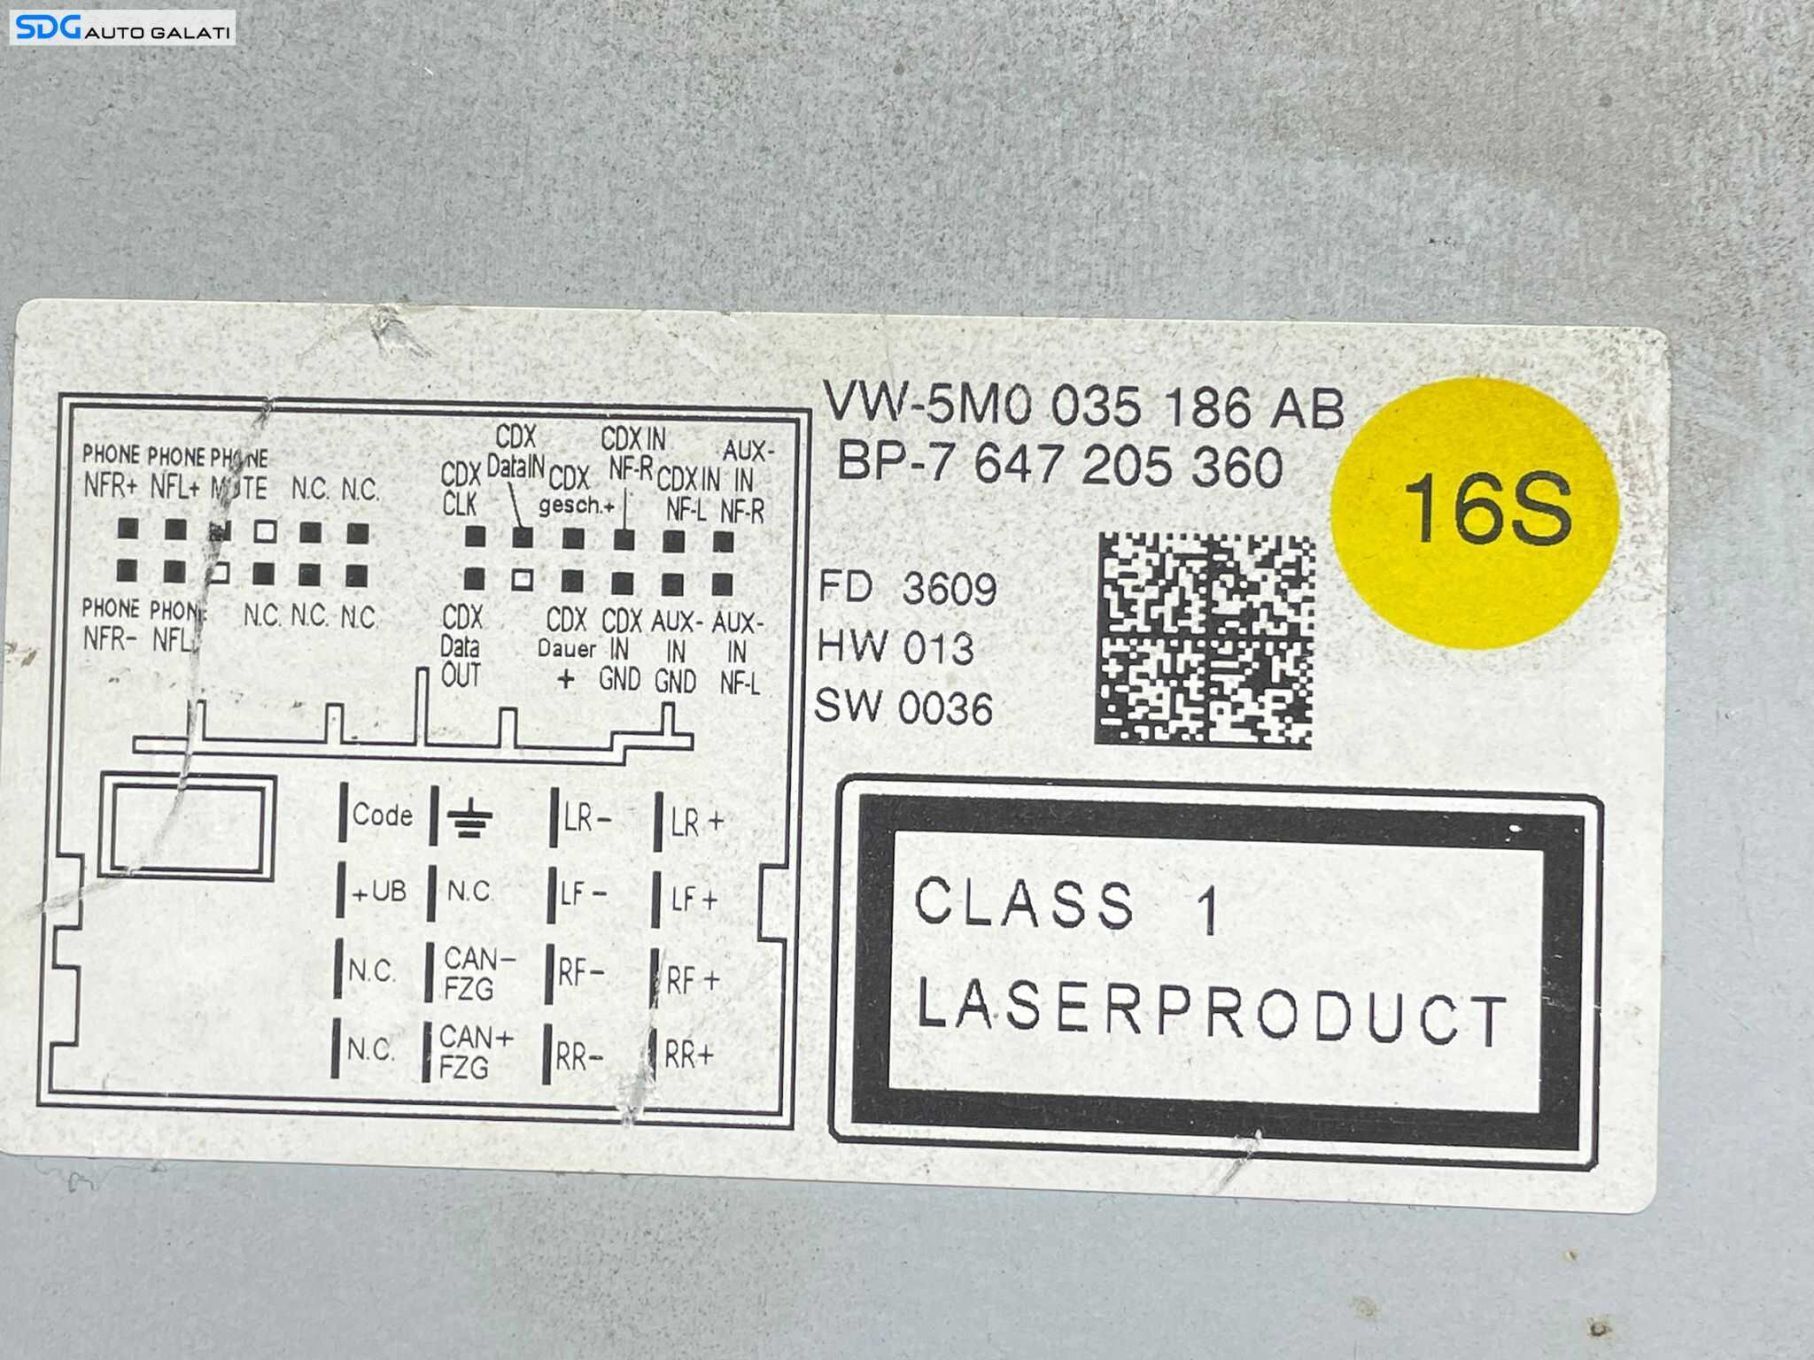 SDG AUTO GALATI
VW-5M0 035 186 AB
BP-7 647 205 360
16S
FD 3609
HW 013
SW 0036
PHONE PHONE PHONE
NFR+ NFL+ MUTE N.C. N.C.
CDX CDX IN AUX-
CDX DataIN CDX NF-R CDX IN IN
CLK gesch.+ NF-L NF-R
PHONE PHONE N.C. N.C. N.C.
NFR- NFL
CDX CDX CDX AUX- AUX-
Data Dauer IN IN IN
OUT + GND GND NF-L
Code LR- LR+
+UB N.C. LF- LF+
N.C. CAN- FZG RF- RF+
N.C. CAN+ FZG RR- RR+
CLASS 1
LASERPRODUCT